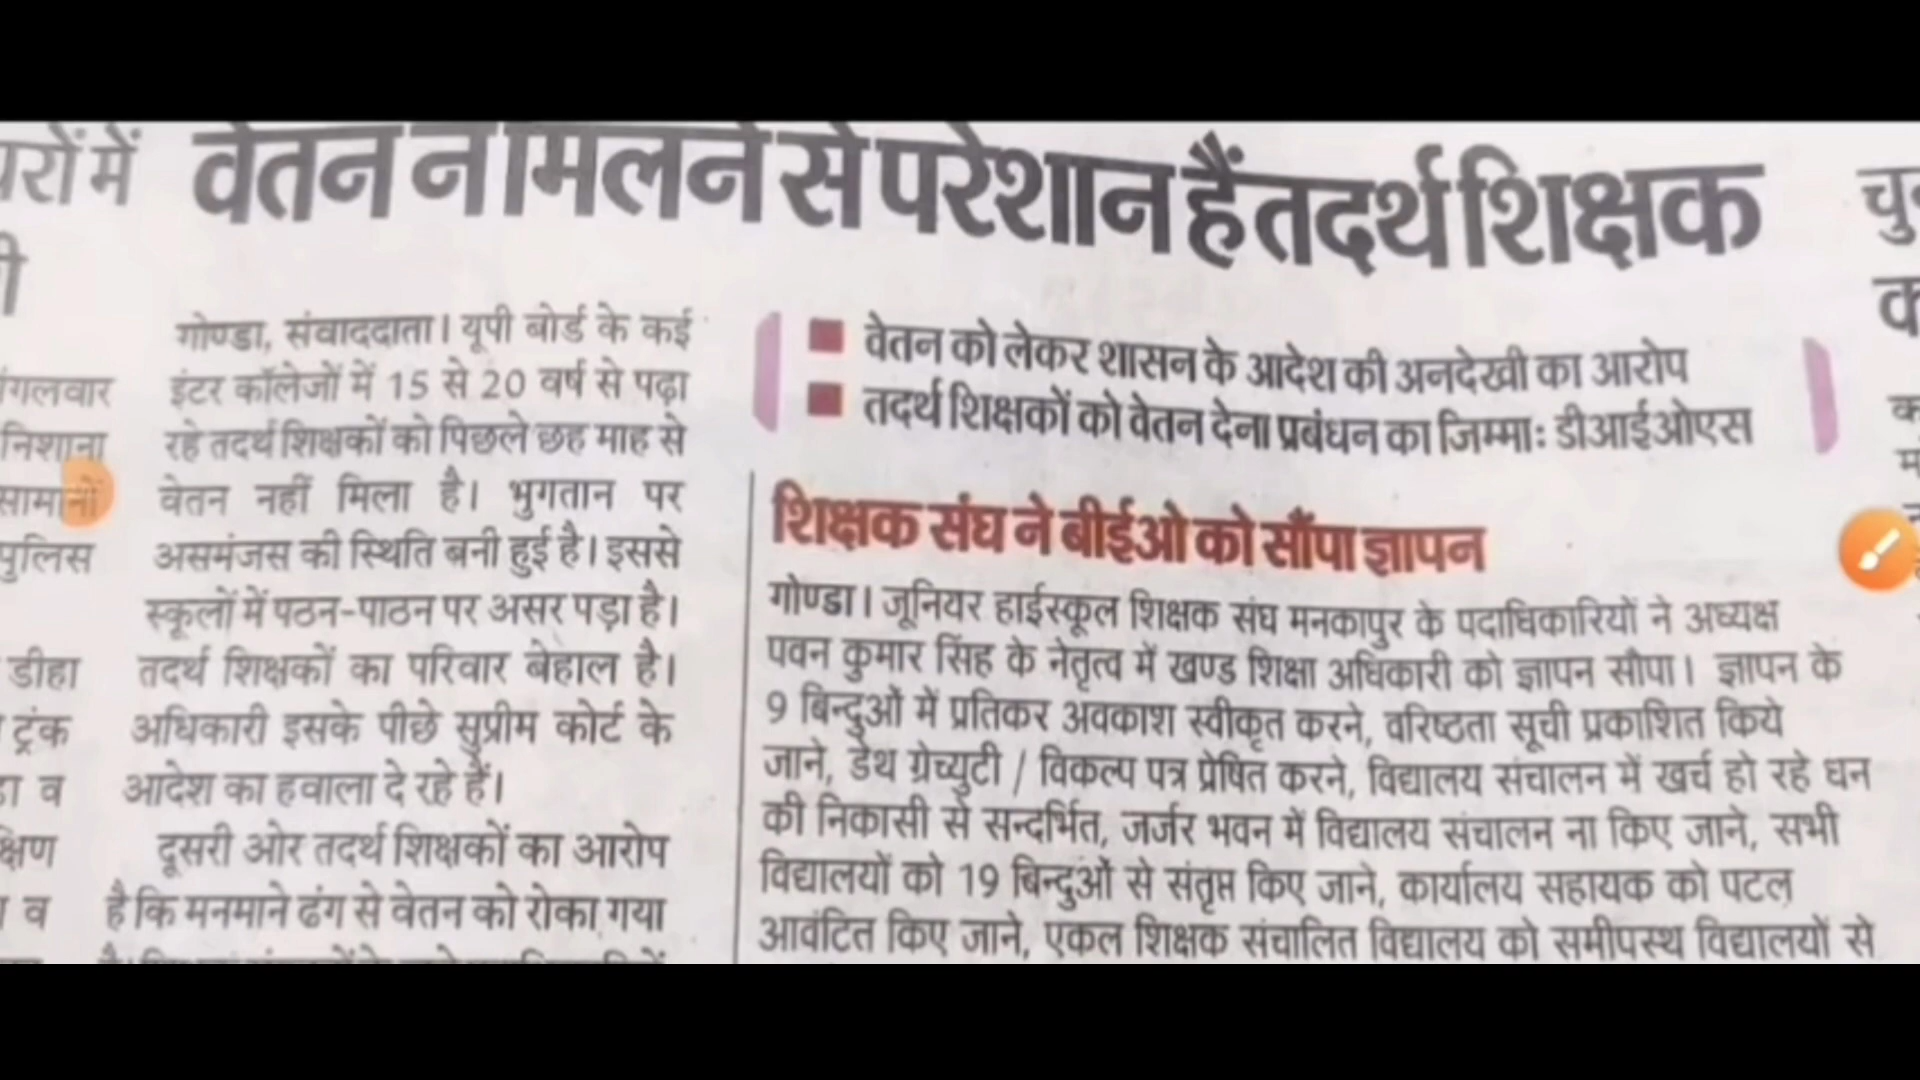 वेतन न मिलने से परेशान हैं तदर्थ शिक्षक
गोण्डा, संवाददाता। यूपी बोर्ड के कई
इंटर कॉलेजों में 15 से 20 वर्ष से पढ़ा
रहे तदर्थ शिक्षकों को पिछले छह माह से
वेतन नहीं मिला है। भुगतान पर
असमंजस की स्थिति बनी हुई है। इससे
स्कूलों में पठन-पाठन पर असर पड़ा है।
तदर्थ शिक्षकों का परिवार बेहाल है।
अधिकारी इसके पीछे सुप्रीम कोर्ट के
आदेश का हवाला दे रहे हैं।
दूसरी ओर तदर्थ शिक्षकों का आरोप
है कि मनमाने ढंग से वेतन को रोका गया
वेतन को लेकर शासन के आदेश की अनदेखी का आरोप
तदर्थ शिक्षकों को वेतन देना प्रबंधन का जिम्मा: डीआईओएस
शिक्षक संघ ने बीईओ को सौंपा ज्ञापन
गोण्डा। जूनियर हाईस्कूल शिक्षक संघ मनकापुर के पदाधिकारियों ने अध्यक्ष
पवन कुमार सिंह के नेतृत्व में खण्ड शिक्षा अधिकारी को ज्ञापन सौपा। ज्ञापन के
9 बिन्दुओं में प्रतिकर अवकाश स्वीकृत करने, वरिष्ठता सूची प्रकाशित किये
जाने, डेथ ग्रेच्युटी / विकल्प पत्र प्रेषित करने, विद्यालय संचालन में खर्च हो रहे धन
की निकासी से सन्दर्भित, जर्जर भवन में विद्यालय संचालन ना किए जाने, सभी
विद्यालयों को 19 बिन्दुओं से संतृप्त किए जाने, कार्यालय सहायक को पटल
आवंटित किए जाने, एकल शिक्षक संचालित विद्यालय को समीपस्थ विद्यालयों से
में
निशाना
पुलिस
डीहा
ट्रंक
व
व